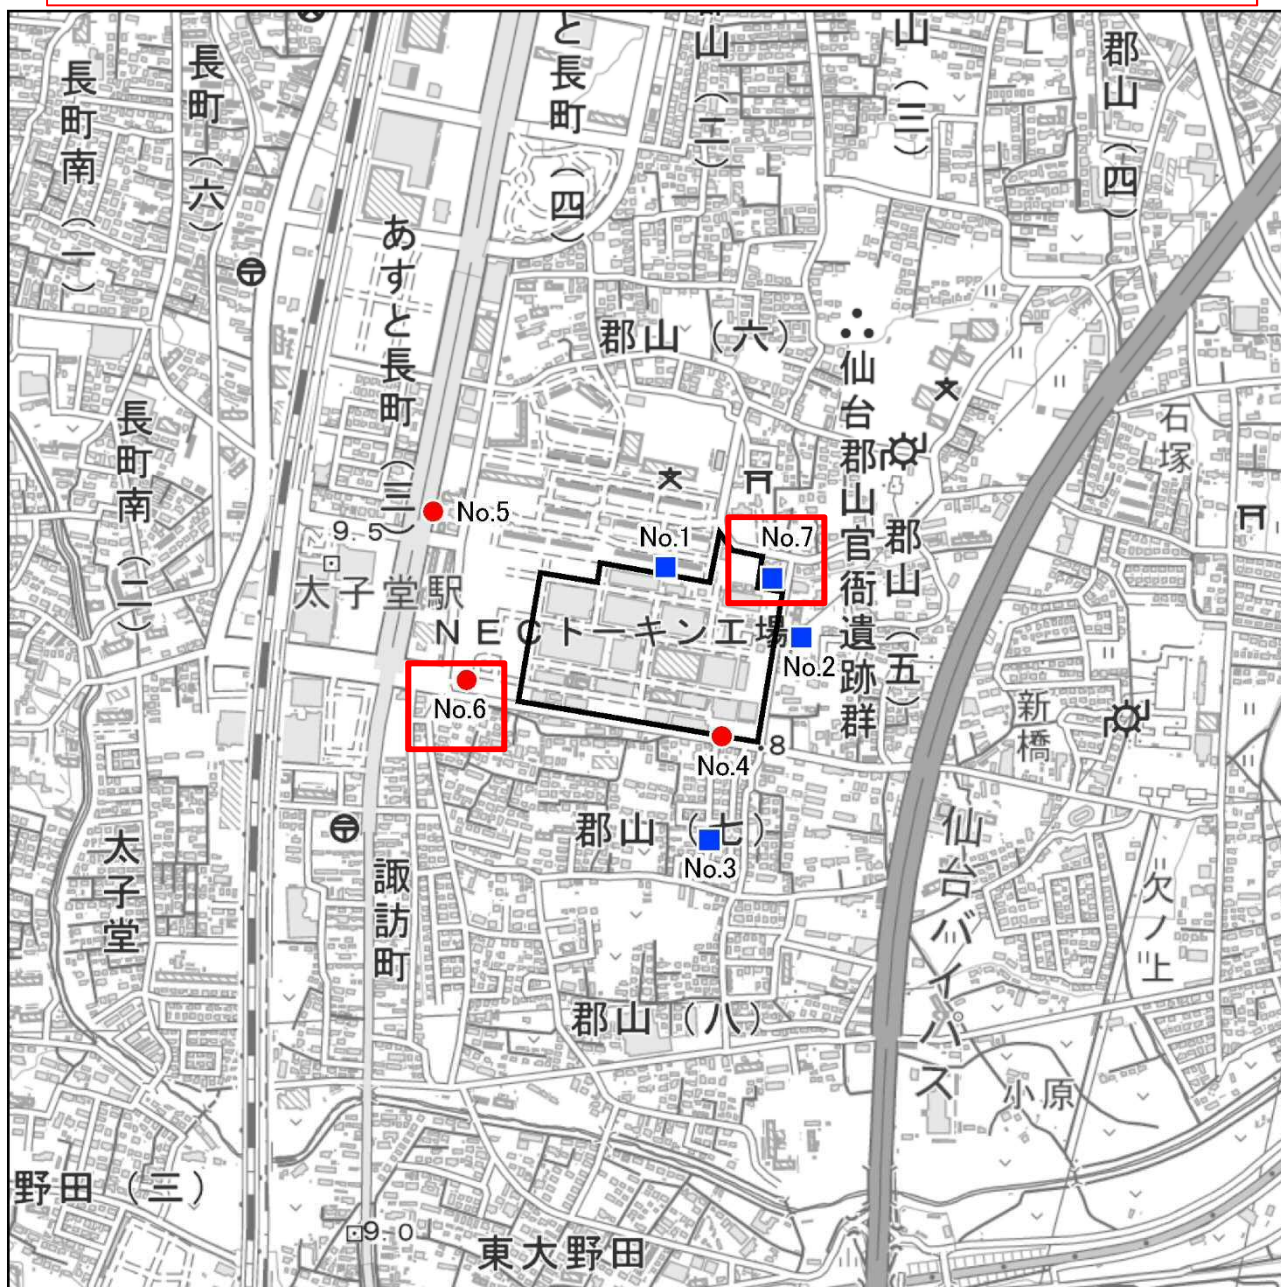 長町南（一）
長町（六）
と長町（四）
山（二）
山（三）
郡山（四）
あすと長町（三）
郡山（六）
仙台郡山官衙遺跡群
石塚
長町南（二）
No.5
9.5
No.1
No.7
太子堂駅
NECトーキン工場
郡山（五）
No.2
No.6
新橋
.8
No.4
郡山（七）
No.3
仙台バイパス
太子堂
諏訪町
欠ノ上
郡山（八）
小原
野田（三）
9.0
東大野田